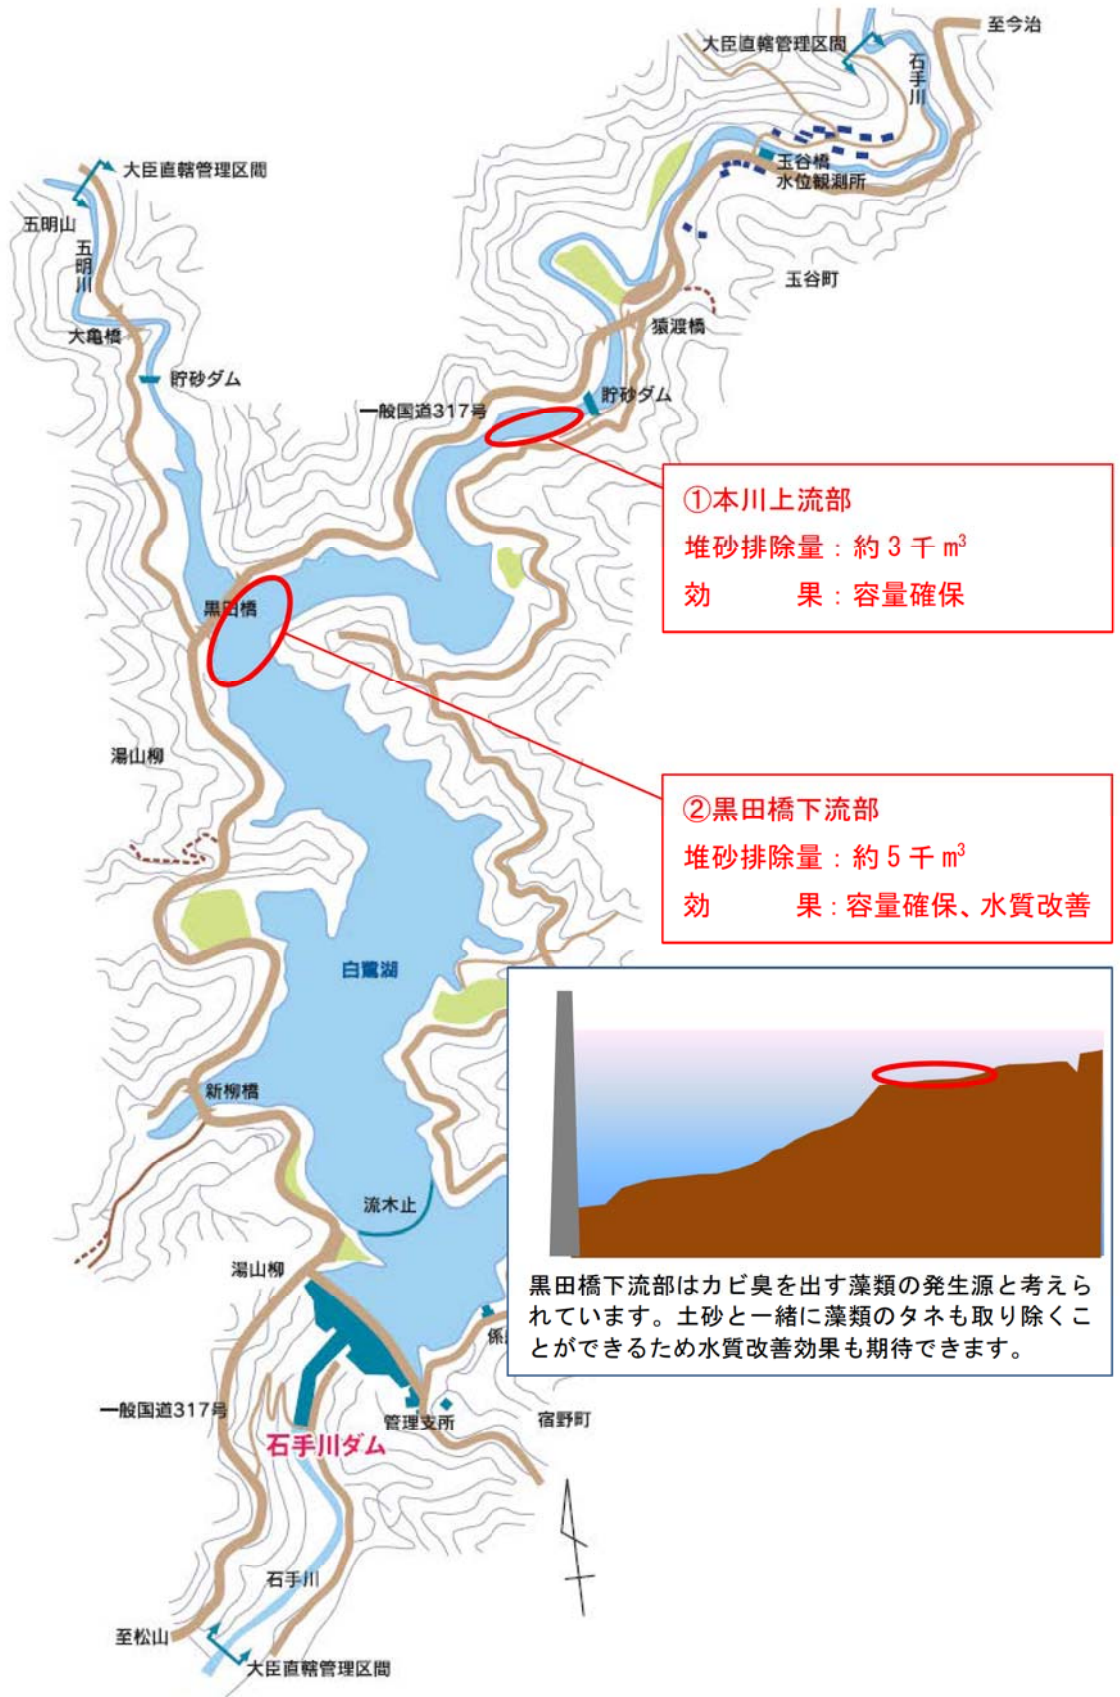 至今治
大臣直轄管理区間
石手川
玉谷橋
水位観測所
大臣直轄管理区間
五明山
五明川
玉谷町
大亀橋
猿渡橋
貯砂ダム
貯砂ダム
一般国道317号
①本川上流部
堆砂排除量：約3千m³
効　　　果：容量確保
黒田橋
湯山柳
②黒田橋下流部
堆砂排除量：約5千m³
効　　　果：容量確保、水質改善
白鷺湖
新柳橋
流木止
湯山柳
黒田橋下流部はカビ臭を出す藻類の発生源と考えら
れています。土砂と一緒に藻類のタネも取り除くこ
とができるため水質改善効果も期待できます。
係
一般国道317号
管理支所
宿野町
石手川ダム
石手川
至松山
大臣直轄管理区間